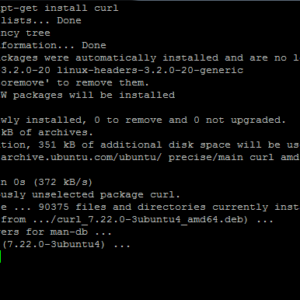 pt-get install curl
lists... Done
ncy tree
formation... Done
ckages were automatically installed and are no l
3.2.0-20 linux-headers-3.2.0-20-generic
oremove' to remove them.
W packages will be installed
wly installed, 0 to remove and 0 not upgraded.
kB of archives.
tion, 351 kB of additional disk space will be us
archive.ubuntu.com/ubuntu/ precise/main curl amd
n 0s (372 kB/s)
usly unselected package curl.
e ... 90375 files and directories currently inst
from .../curl_7.22.0-3ubuntu4_amd64.deb) ...
ers for man-db ...
(7.22.0-3ubuntu4) ...